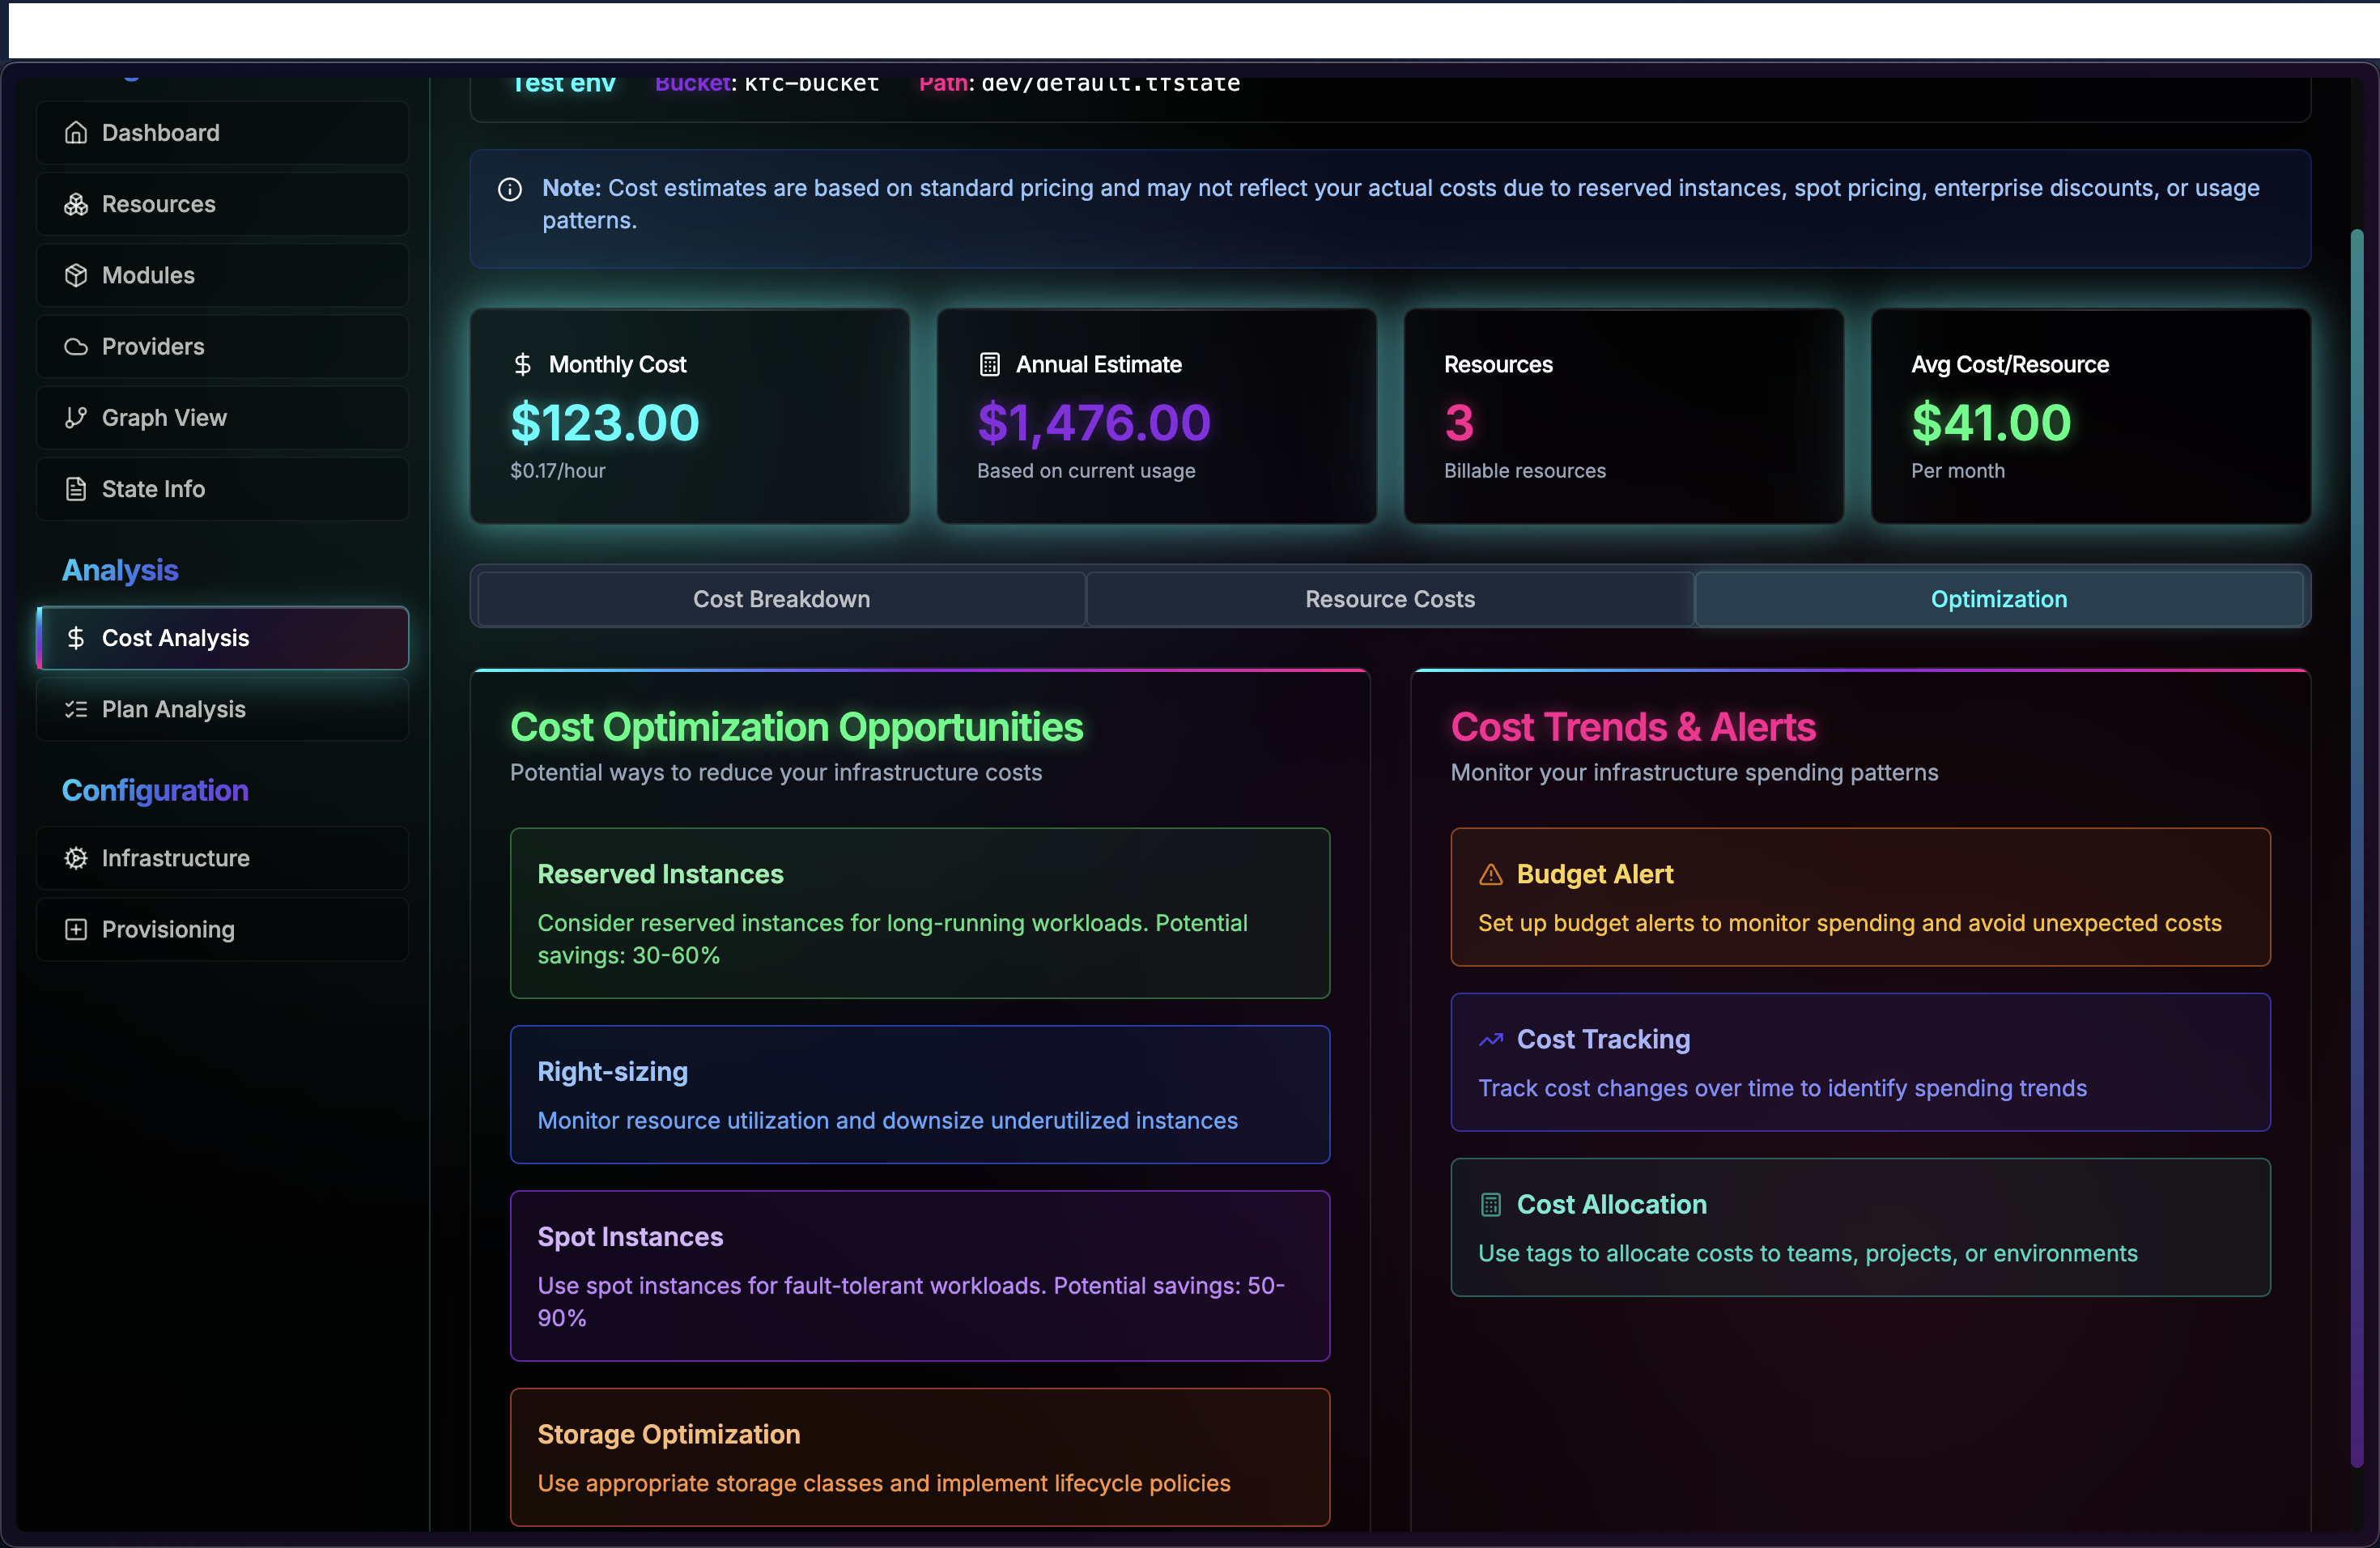 Test env Bucket: kfc-bucket Path: dev/default.tfstate
Dashboard
Resources
Modules
Providers
Graph View
State Info
Analysis
Cost Analysis
Plan Analysis
Configuration
Infrastructure
Provisioning
Note: Cost estimates are based on standard pricing and may not reflect your actual costs due to reserved instances, spot pricing, enterprise discounts, or usage
patterns.
Monthly Cost
$123.00
$0.17/hour
Annual Estimate
$1,476.00
Based on current usage
Resources
3
Billable resources
Avg Cost/Resource
$41.00
Per month
Cost Breakdown
Resource Costs
Optimization
Cost Optimization Opportunities
Potential ways to reduce your infrastructure costs
Reserved Instances
Consider reserved instances for long-running workloads. Potential
savings: 30-60%
Right-sizing
Monitor resource utilization and downsize underutilized instances
Spot Instances
Use spot instances for fault-tolerant workloads. Potential savings: 50-
90%
Storage Optimization
Use appropriate storage classes and implement lifecycle policies
Cost Trends & Alerts
Monitor your infrastructure spending patterns
Budget Alert
Set up budget alerts to monitor spending and avoid unexpected costs
Cost Tracking
Track cost changes over time to identify spending trends
Cost Allocation
Use tags to allocate costs to teams, projects, or environments